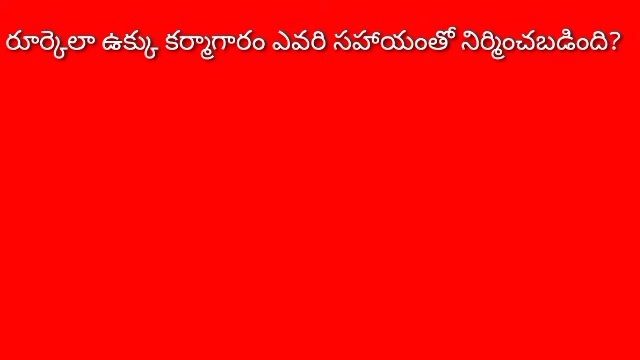 రూర్కెలా ఉక్కు కర్మాగారం ఎవరి సహాయంతో నిర్మించబడింది?